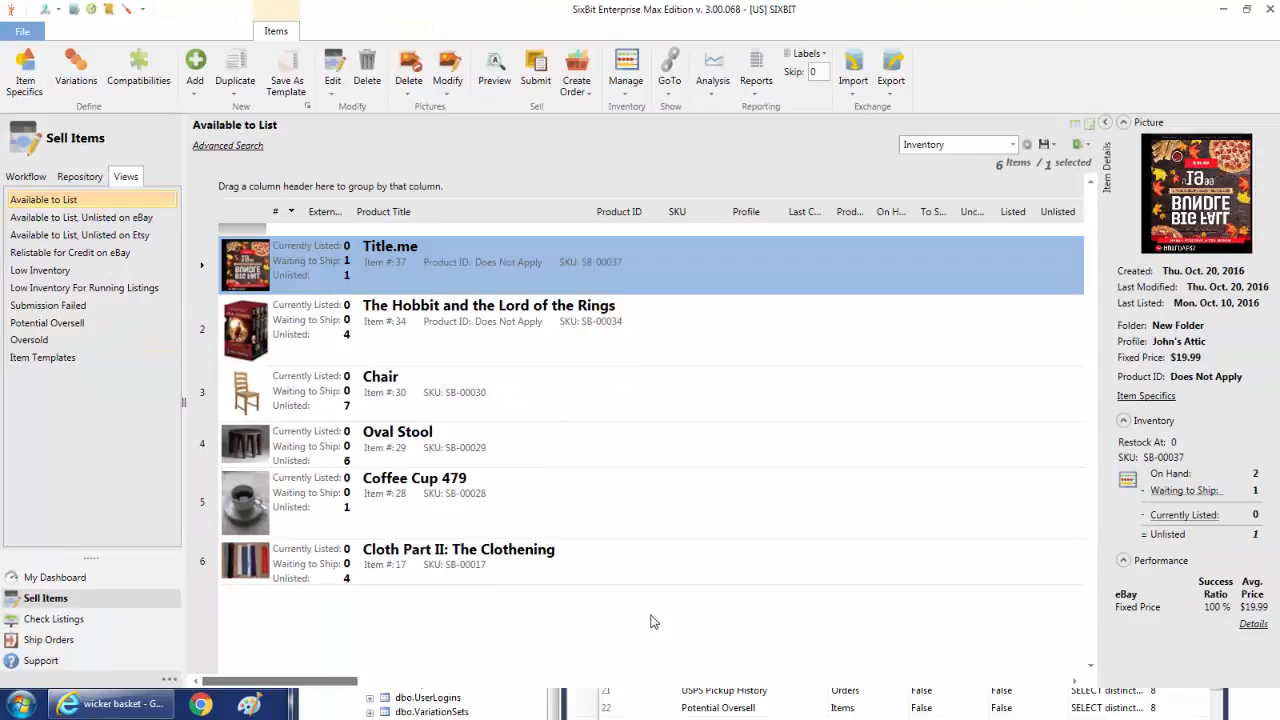 SixBit Enterprise Max Edition v. 3.00.068 - [US] SIXBIT
File Items
Item Specifics Variations Compatibilities Add Duplicate Save As Template Edit Delete Delete Modify Preview Submit Create Order Manage GoTo Analysis Reports Labels Skip: 0 Import Export
Define New Modify Pictures Sell Inventory Show Reporting Exchange
Sell Items
Workflow Repository Views
Available to List
Available to List, Unlisted on eBay
Available to List, Unlisted on Etsy
Relistable for Credit on eBay
Low Inventory
Low Inventory For Running Listings
Submission Failed
Potential Oversell
Oversold
Item Templates
My Dashboard
Sell Items
Check Listings
Ship Orders
Support
Available to List
Advanced Search
Inventory
6 Items / 1 selected
Drag a column header here to group by that column.
# Extern... Product Title Product ID SKU Profile Last C... Prod... On H... To S... Unc... Listed Unlisted
Currently Listed: 0 Title.me
Waiting to Ship: 1 Item #: 37 Product ID: Does Not Apply SKU: SB-00037
Unlisted: 1
Currently Listed: 0 The Hobbit and the Lord of the Rings
2 Waiting to Ship: 0 Item #: 34 Product ID: Does Not Apply SKU: SB-00034
Unlisted: 4
Currently Listed: 0 Chair
3 Waiting to Ship: 0 Item #: 30 SKU: SB-00030
Unlisted: 7
Currently Listed: 0 Oval Stool
4 Waiting to Ship: 0 Item #: 29 SKU: SB-00029
Unlisted: 6
Currently Listed: 0 Coffee Cup 479
5 Waiting to Ship: 0 Item #: 28 SKU: SB-00028
Unlisted: 1
Currently Listed: 0 Cloth Part II: The Clothening
6 Waiting to Ship: 0 Item #: 17 SKU: SB-00017
Unlisted: 4
Item Details
Picture
BIG FALL
BUNDLE
Created: Thu. Oct. 20, 2016
Last Modified: Thu. Oct. 20, 2016
Last Listed: Mon. Oct. 10, 2016
Folder: New Folder
Profile: John's Attic
Fixed Price: $19.99
Product ID: Does Not Apply
Item Specifics
Inventory
Restock At: 0
SKU: SB-00037
On Hand: 2
- Waiting to Ship: 1
- Currently Listed: 0
= Unlisted 1
Performance
eBay Success Ratio Avg. Price
Fixed Price 100 % $19.99
Details
wicker basket - G...
dbo.UserLogins
dbo.VariationSets
21 USPS Pickup History Orders False False SELECT distinct... 8
22 Potential Oversell Items False False SELECT distinct... 8